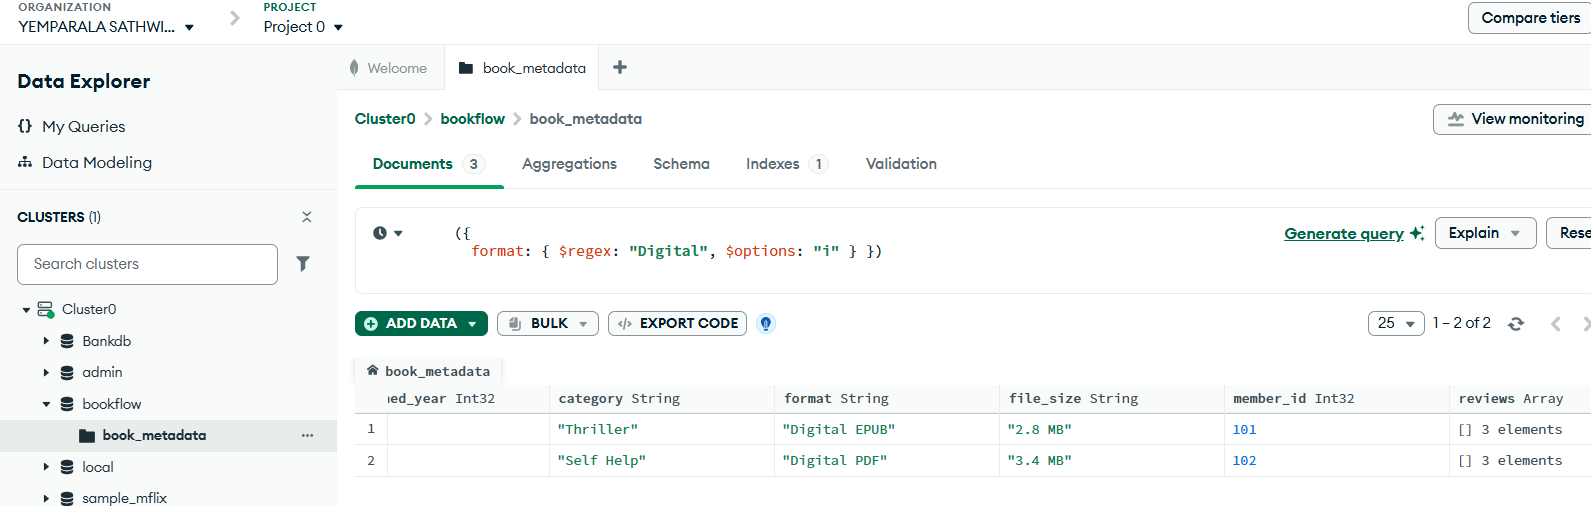 ORGANIZATION
YEMPARALA SATHWI...
PROJECT
Project 0
Compare tiers
Data Explorer
My Queries
Data Modeling
CLUSTERS (1)
Search clusters
Cluster0
Bankdb
admin
bookflow
book_metadata
local
sample_mflix
Welcome
book_metadata
Cluster0 > bookflow > book_metadata
View monitoring
Documents 3 Aggregations Schema Indexes 1 Validation
({
format: { $regex: "Digital", $options: "i" } })
Generate query
Explain
Rese
ADD DATA
BULK
</> EXPORT CODE
25
1 – 2 of 2
book_metadata
ned_year Int32 category String format String file_size String member_id Int32 reviews Array
1 "Thriller" "Digital EPUB" "2.8 MB" 101 [] 3 elements
2 "Self Help" "Digital PDF" "3.4 MB" 102 [] 3 elements